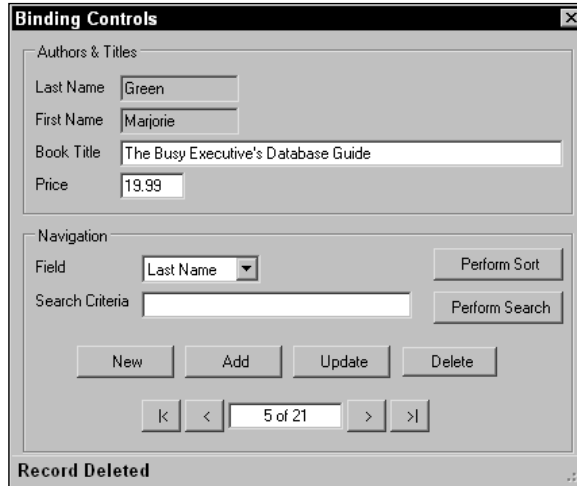 Binding Controls
Authors & Titles
Last Name Green
First Name Marjorie
Book Title The Busy Executive's Database Guide
Price 19.99
Navigation
Field Last Name Perform Sort
Search Criteria Perform Search
New Add Update Delete
|< < 5 of 21 > >|
Record Deleted